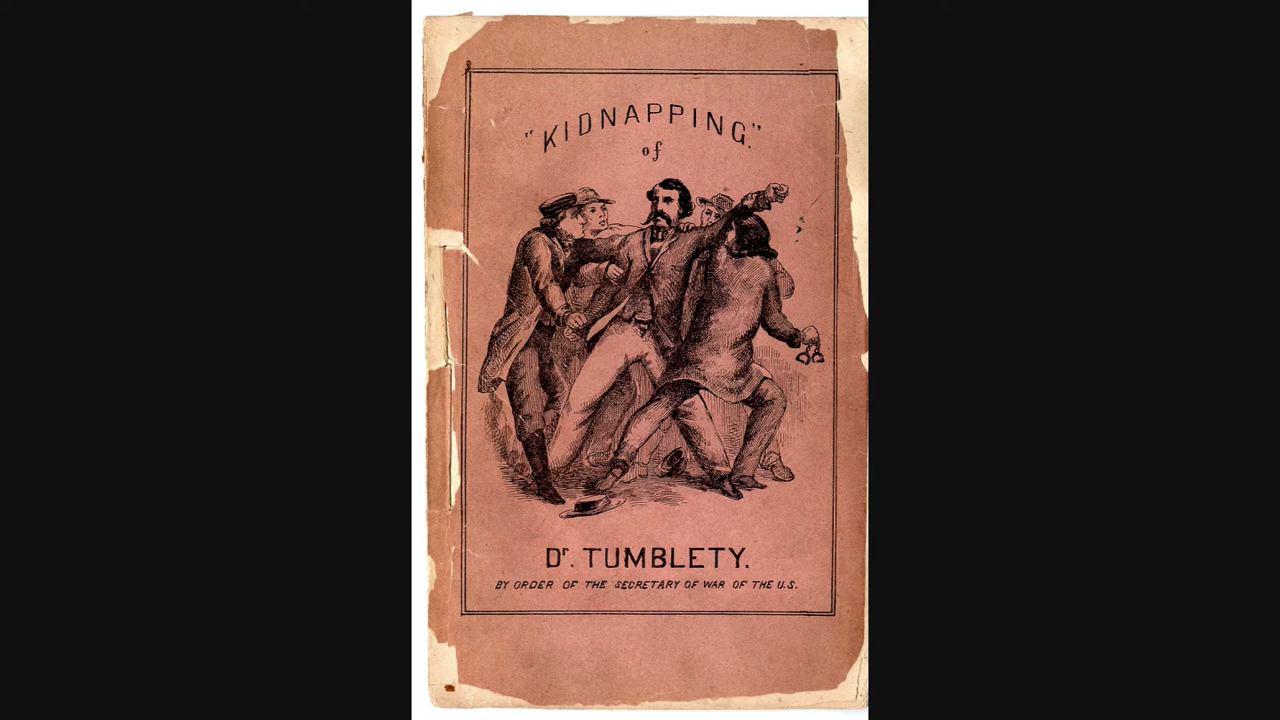 "KIDNAPPING."
of
Dr. TUMBLETY.
BY ORDER OF THE SECRETARY OF WAR OF THE U.S.